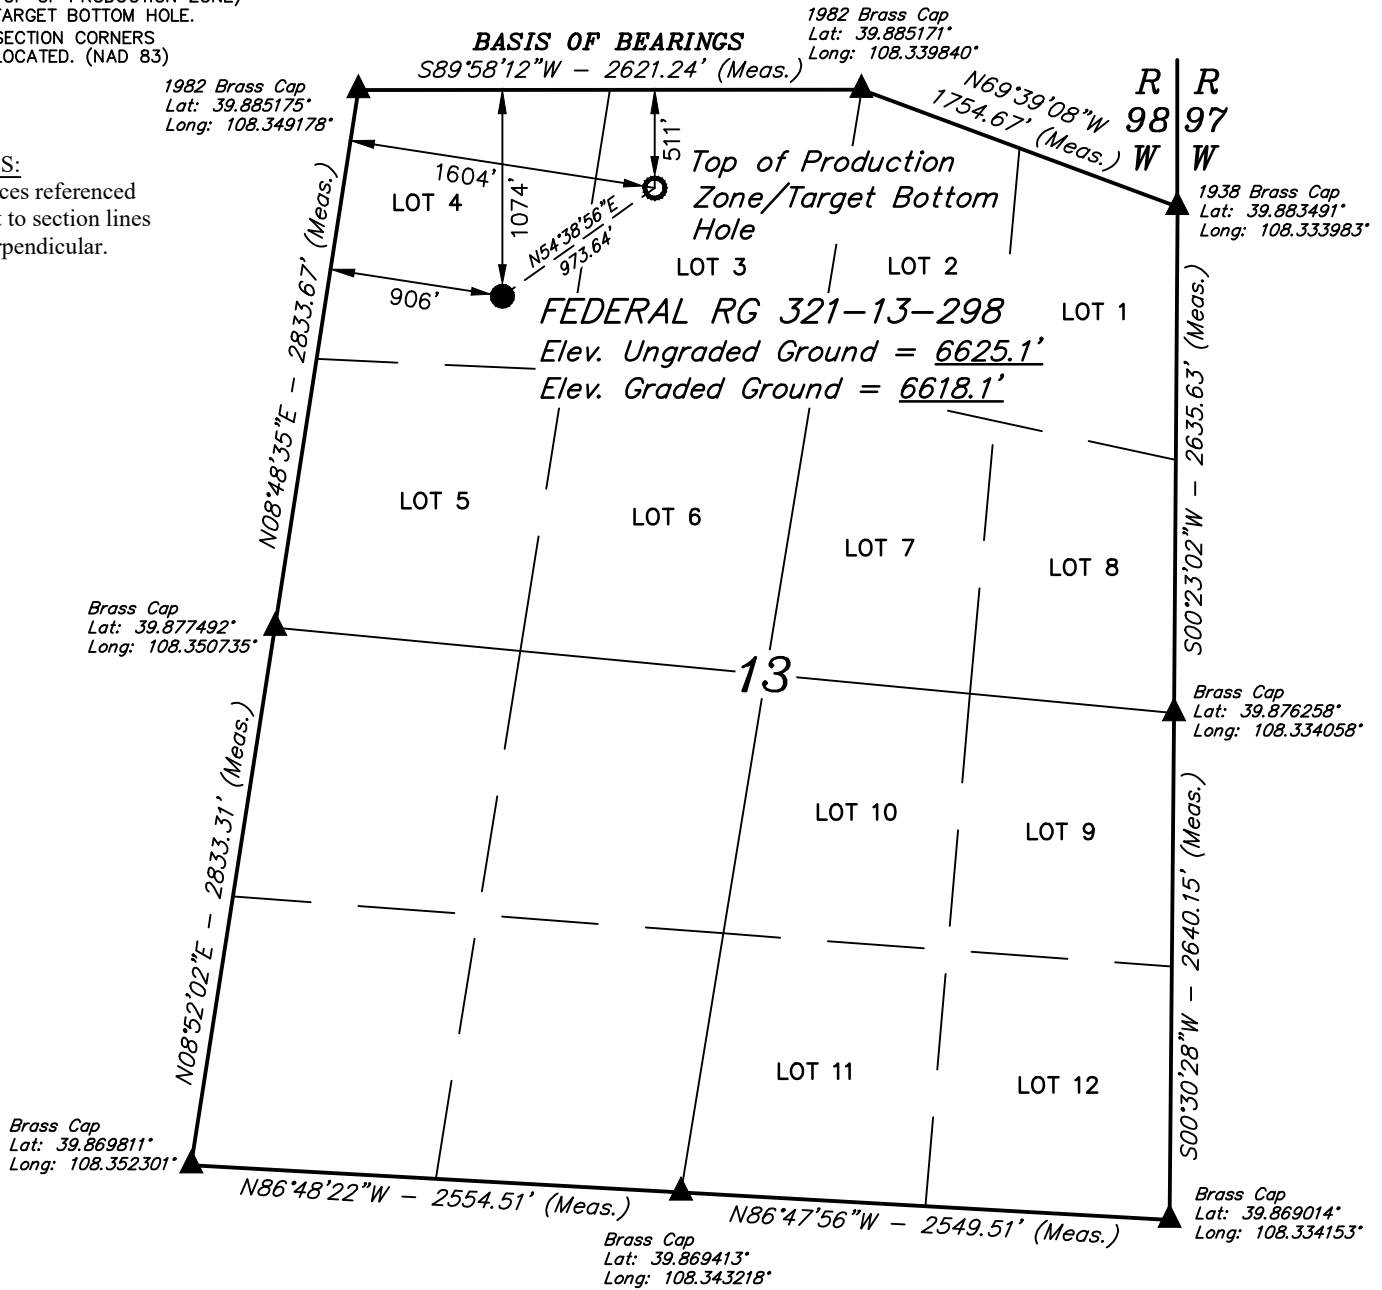 TARGET BOTTOM HOLE.
SECTION CORNERS
LOCATED. (NAD 83)
BASIS OF BEARINGS
S89°58'12"W - 2621.24' (Meas.)
1982 Brass Cap
Lat: 39.885171°
Long: 108.339840°
1982 Brass Cap
Lat: 39.885175°
Long: 108.349178°
N69°39'08"W
1754.67' (Meas.)
R R
98 97
W W
S:
ces referenced
t to section lines
rpendicular.
1938 Brass Cap
Lat: 39.883491°
Long: 108.333983°
511'
1604'
1074'
906'
N54°38'56"E
973.64'
Top of Production
Zone/Target Bottom
Hole
LOT 4
LOT 3
LOT 2
LOT 1
FEDERAL RG 321-13-298
Elev. Ungraded Ground = 6625.1'
Elev. Graded Ground = 6618.1'
N08°48'35"E - 2833.67' (Meas.)
S00°23'02"W - 2635.63' (Meas.)
LOT 5
LOT 6
LOT 7
LOT 8
Brass Cap
Lat: 39.877492°
Long: 108.350735°
13
Brass Cap
Lat: 39.876258°
Long: 108.334058°
N08°52'02"E - 2833.31' (Meas.)
S00°30'28"W - 2640.15' (Meas.)
LOT 10
LOT 9
LOT 11
LOT 12
Brass Cap
Lat: 39.869811°
Long: 108.352301°
N86°48'22"W - 2554.51' (Meas.)
N86°47'56"W - 2549.51' (Meas.)
Brass Cap
Lat: 39.869413°
Long: 108.343218°
Brass Cap
Lat: 39.869014°
Long: 108.334153°